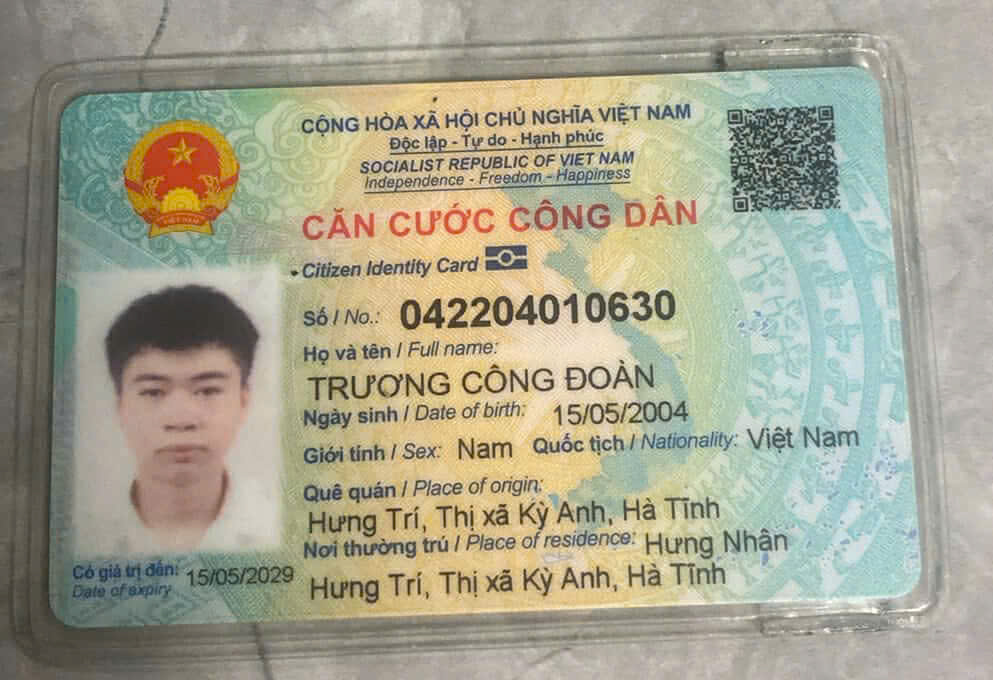 CỘNG HÒA XÃ HỘI CHỦ NGHĨA VIỆT NAM
Độc lập - Tự do - Hạnh phúc
SOCIALIST REPUBLIC OF VIET NAM
Independence - Freedom - Happiness
CĂN CƯỚC CÔNG DÂN
Citizen Identity Card
Số / No.: 042204010630
Họ và tên / Full name:
TRƯƠNG CÔNG ĐOÀN
Ngày sinh / Date of birth: 15/05/2004
Giới tính / Sex: Nam Quốc tịch / Nationality: Việt Nam
Quê quán / Place of origin:
Hưng Trí, Thị xã Kỳ Anh, Hà Tĩnh
Nơi thường trú / Place of residence: Hưng Nhân
Hưng Trí, Thị xã Kỳ Anh, Hà Tĩnh
Có giá trị đến: 15/05/2029
Date of expiry
VIỆT NAM